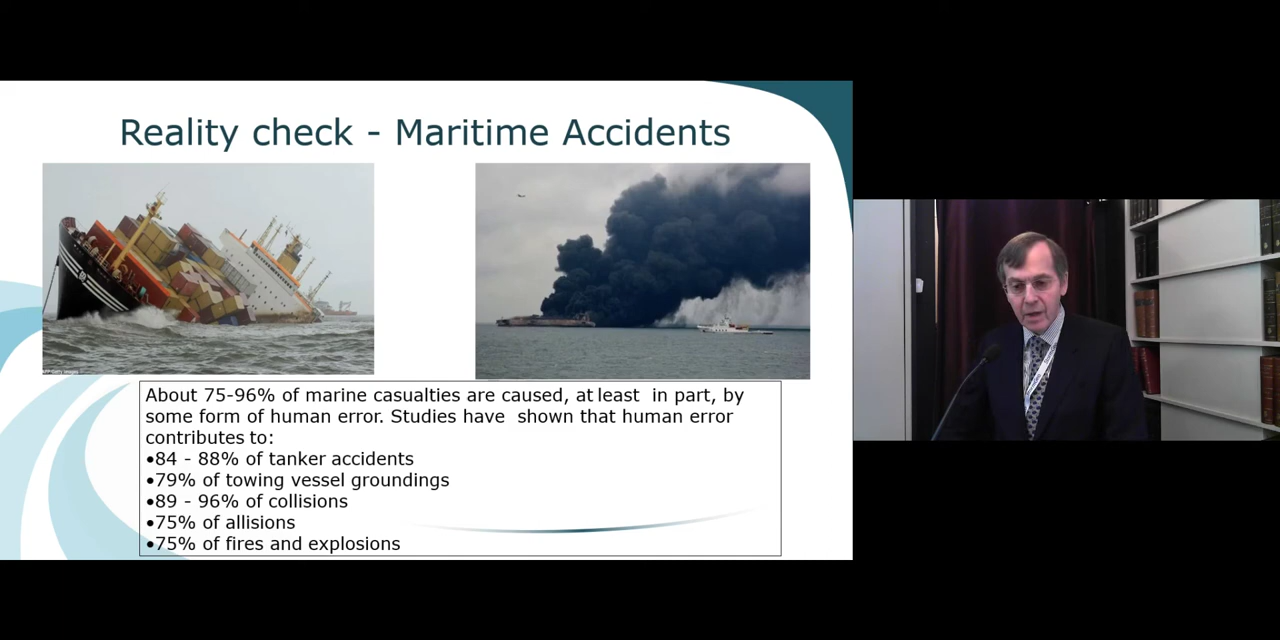 Reality check - Maritime Accidents
About 75-96% of marine casualties are caused, at least in part, by
some form of human error. Studies have shown that human error
contributes to:
•84 - 88% of tanker accidents
•79% of towing vessel groundings
•89 - 96% of collisions
•75% of allisions
•75% of fires and explosions